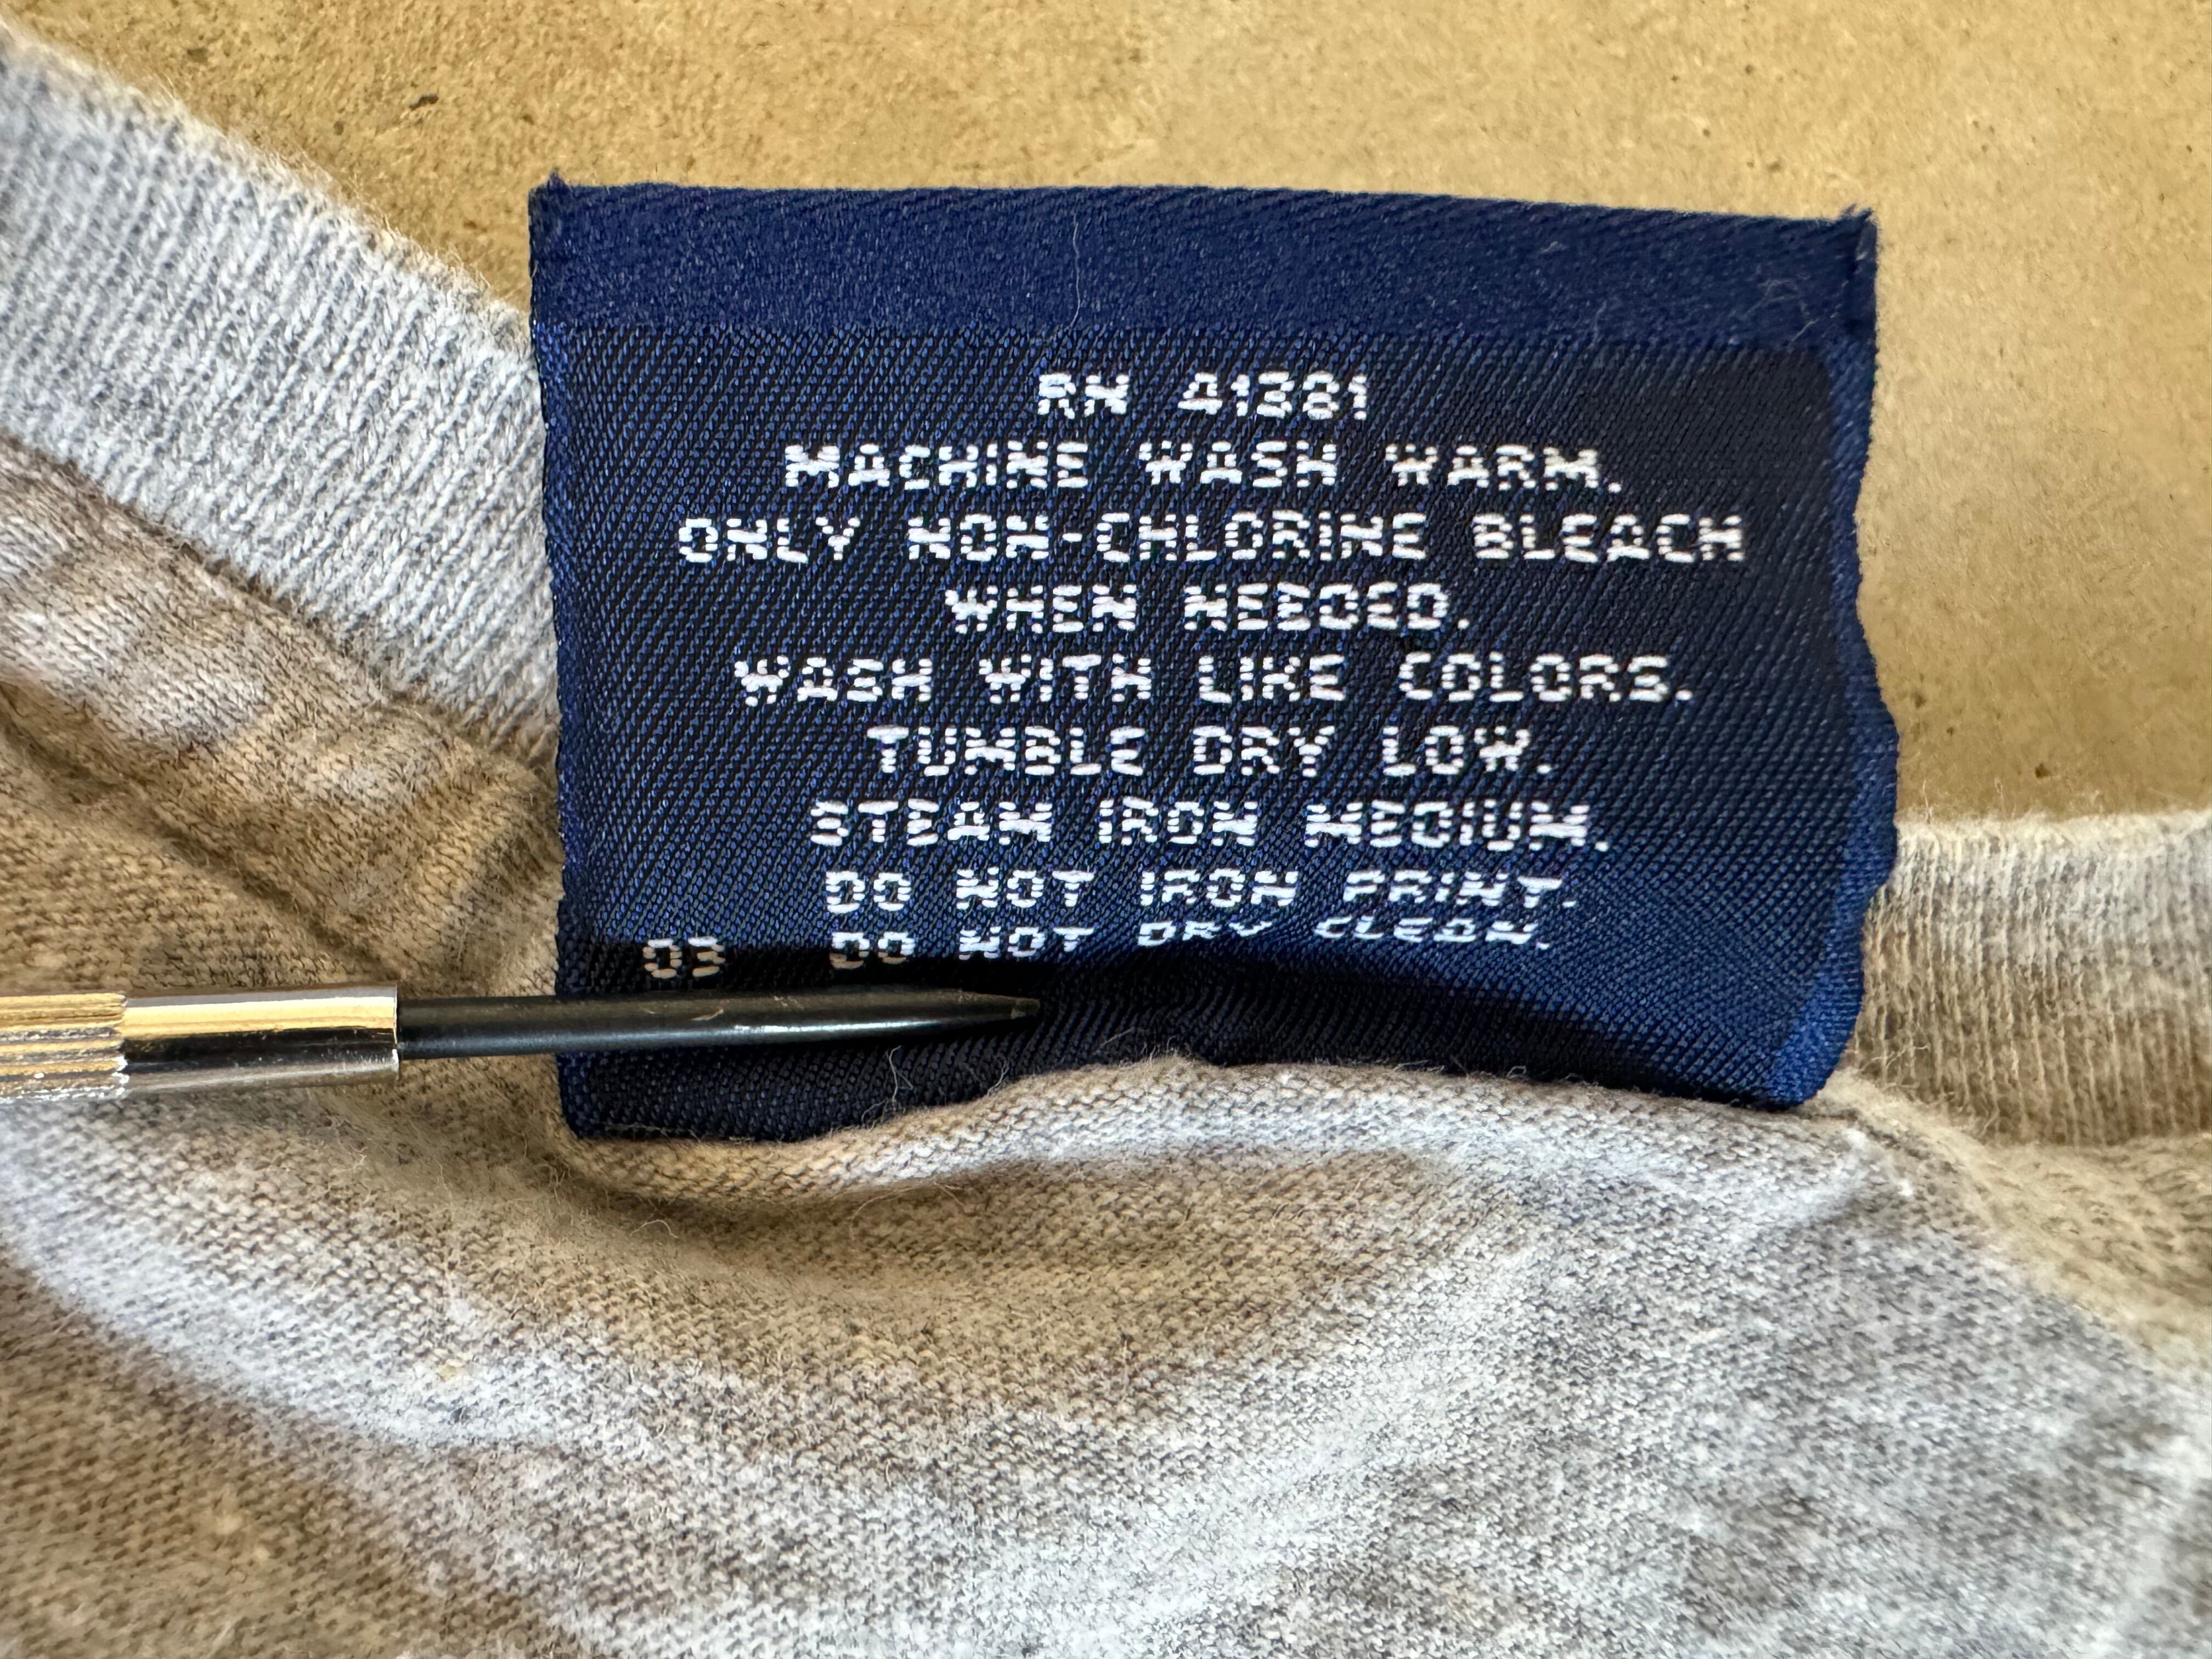 RN 41381
MACHINE WASH WARM.
ONLY NON-CHLORINE BLEACH
WHEN NEEDED.
WASH WITH LIKE COLORS.
TUMBLE DRY LOW.
STEAM IRON MEDIUM.
DO NOT IRON PRINT.
03 DO NOT DRY CLEAN.